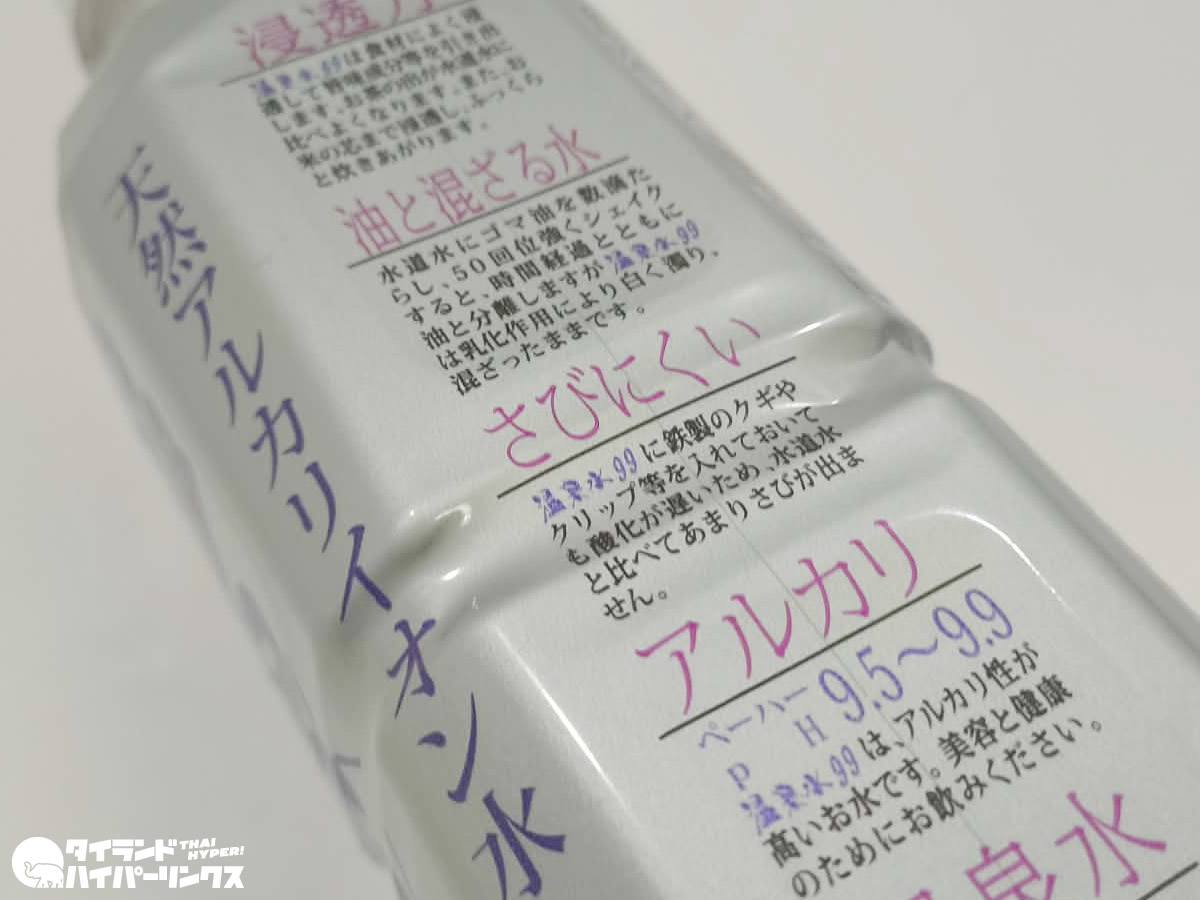 浸透力
温泉水99は食材によく浸
透して旨味成分等を引き出
します。お茶の出が水道水に
比べよくなります。また、お
米の芯まで浸透し、ふっくら
と炊きあがります。
油と混ざる水
水道水にゴマ油を数滴た
らし、50回位強くシェイク
すると、時間経過とともに
油と分離しますが温泉水99
は乳化作用により白く濁り、
混ざったままです。
さびにくい
温泉水99に鉄製のクギや
クリップ等を入れておいて
も酸化が遅いため、水道水
と比べてあまりさびが出ま
せん。
アルカリ
ペーハー
PH 9.5〜9.9
温泉水99は、アルカリ性が
高いお水です。美容と健康
のためにお飲みください。
泉水
天然アルカリイオン水
タイランド
THAI HYPER!
ハイパーリンクス